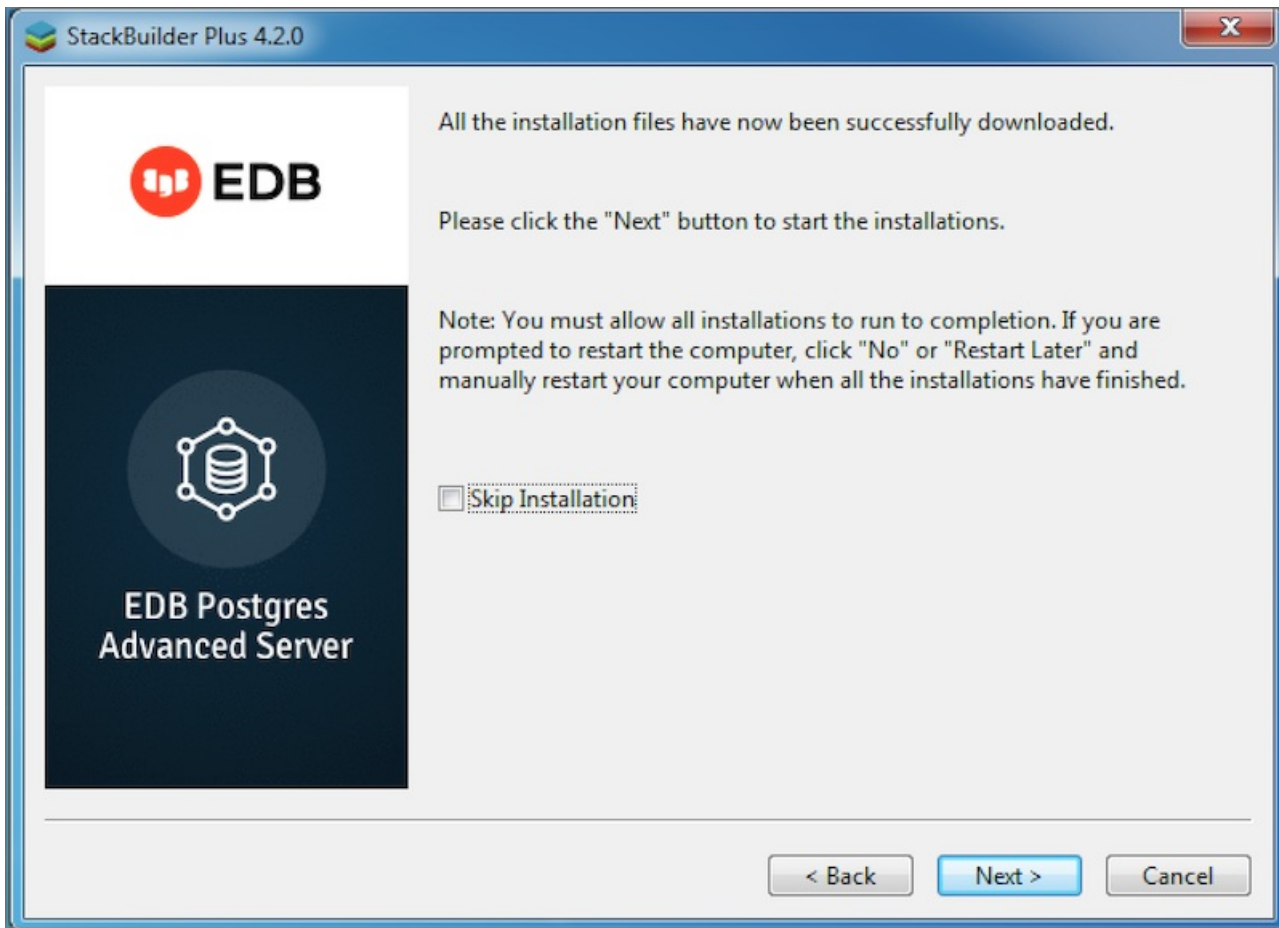 StackBuilder Plus 4.2.0
EDB
EDB Postgres
Advanced Server
All the installation files have now been successfully downloaded.
Please click the "Next" button to start the installations.
Note: You must allow all installations to run to completion. If you are
prompted to restart the computer, click "No" or "Restart Later" and
manually restart your computer when all the installations have finished.
Skip Installation
< Back
Next >
Cancel